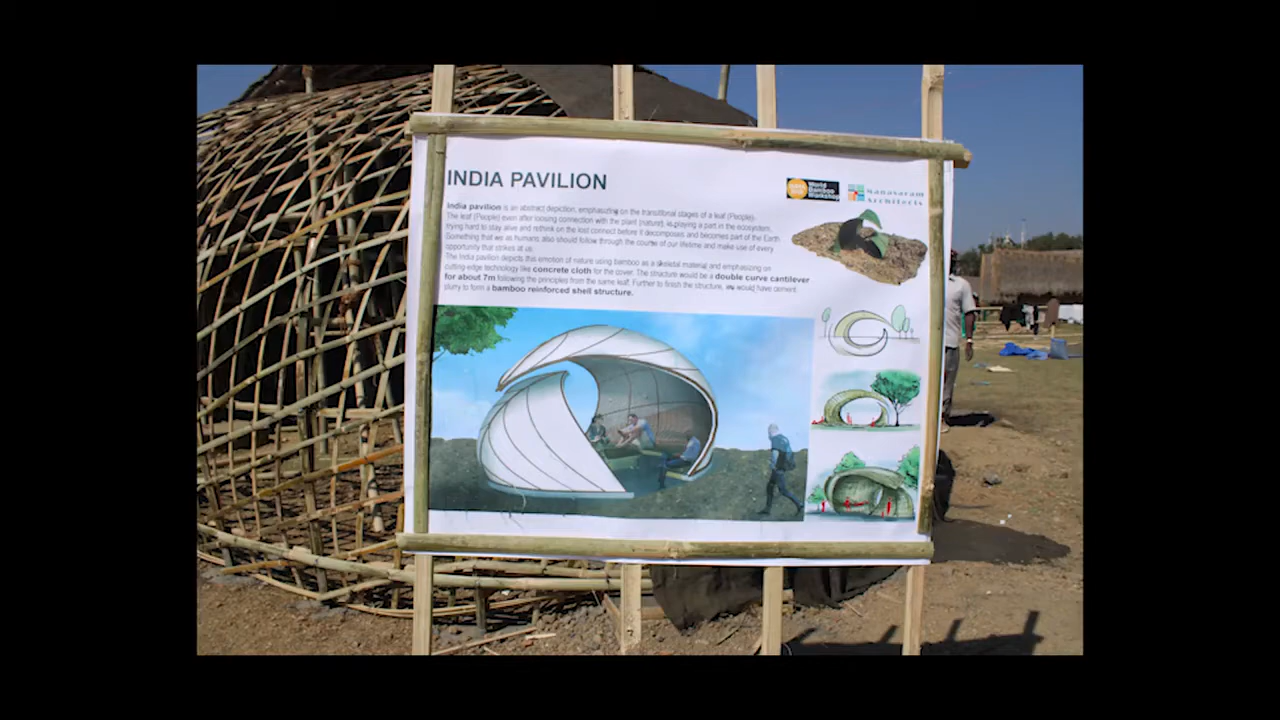 INDIA PAVILION
World
Bamboo
Workshop
Manasaram
Architects
India pavilion is an abstract depiction, emphasizing on the transitional stages of a leaf (People).
The leaf (People) even after loosing connection with the plant (nature), is playing a part in the ecosystem,
trying hard to stay alive and rethink on the lost connect before it decomposes and becomes part of the Earth
Something that we as humans also should follow through the course of our lifetime and make use of every
opportunity that strikes at us.
The India pavilion depicts this emotion of nature using bamboo as a skeletal material and emphasizing on
cutting-edge technology like concrete cloth for the cover. The structure would be a double curve cantilever
for about 7m following the principles from the same leaf. Further to finish the structure, we would have cement
slurry to form a bamboo reinforced shell structure.